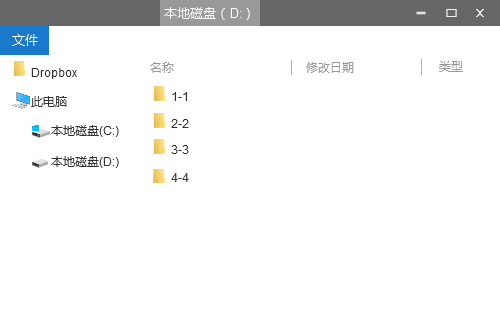 本地磁盘（D:）
文件
Dropbox
此电脑
本地磁盘(C:)
本地磁盘(D:)
名称 修改日期 类型
1-1
2-2
3-3
4-4